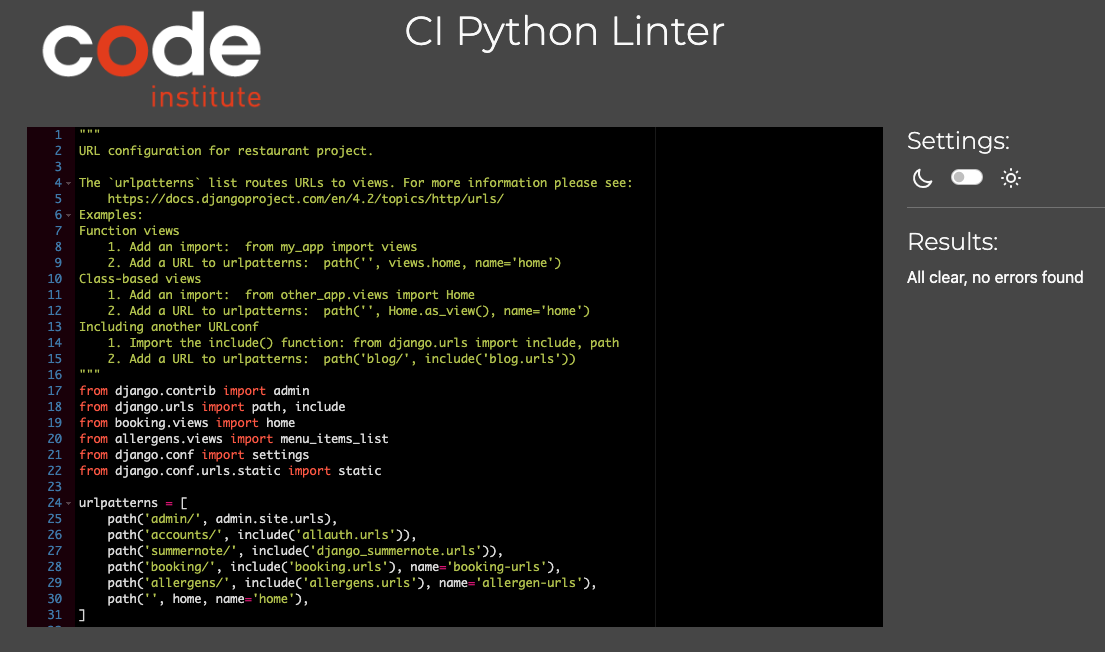 code
institute
CI Python Linter
1 """
2 URL configuration for restaurant project.
3
4 The `urlpatterns` list routes URLs to views. For more information please see:
5     https://docs.djangoproject.com/en/4.2/topics/http/urls/
6 Examples:
7 Function views
8     1. Add an import:  from my_app import views
9     2. Add a URL to urlpatterns:  path('', views.home, name='home')
10 Class-based views
11     1. Add an import:  from other_app.views import Home
12     2. Add a URL to urlpatterns:  path('', Home.as_view(), name='home')
13 Including another URLconf
14     1. Import the include() function: from django.urls import include, path
15     2. Add a URL to urlpatterns:  path('blog/', include('blog.urls'))
16 """
17 from django.contrib import admin
18 from django.urls import path, include
19 from booking.views import home
20 from allergens.views import menu_items_list
21 from django.conf import settings
22 from django.conf.urls.static import static
23
24 urlpatterns = [
25     path('admin/', admin.site.urls),
26     path('accounts/', include('allauth.urls')),
27     path('summernote/', include('django_summernote.urls')),
28     path('booking/', include('booking.urls'), name='booking-urls'),
29     path('allergens/', include('allergens.urls'), name='allergen-urls'),
30     path('', home, name='home'),
31 ]
Settings:
Results:
All clear, no errors found